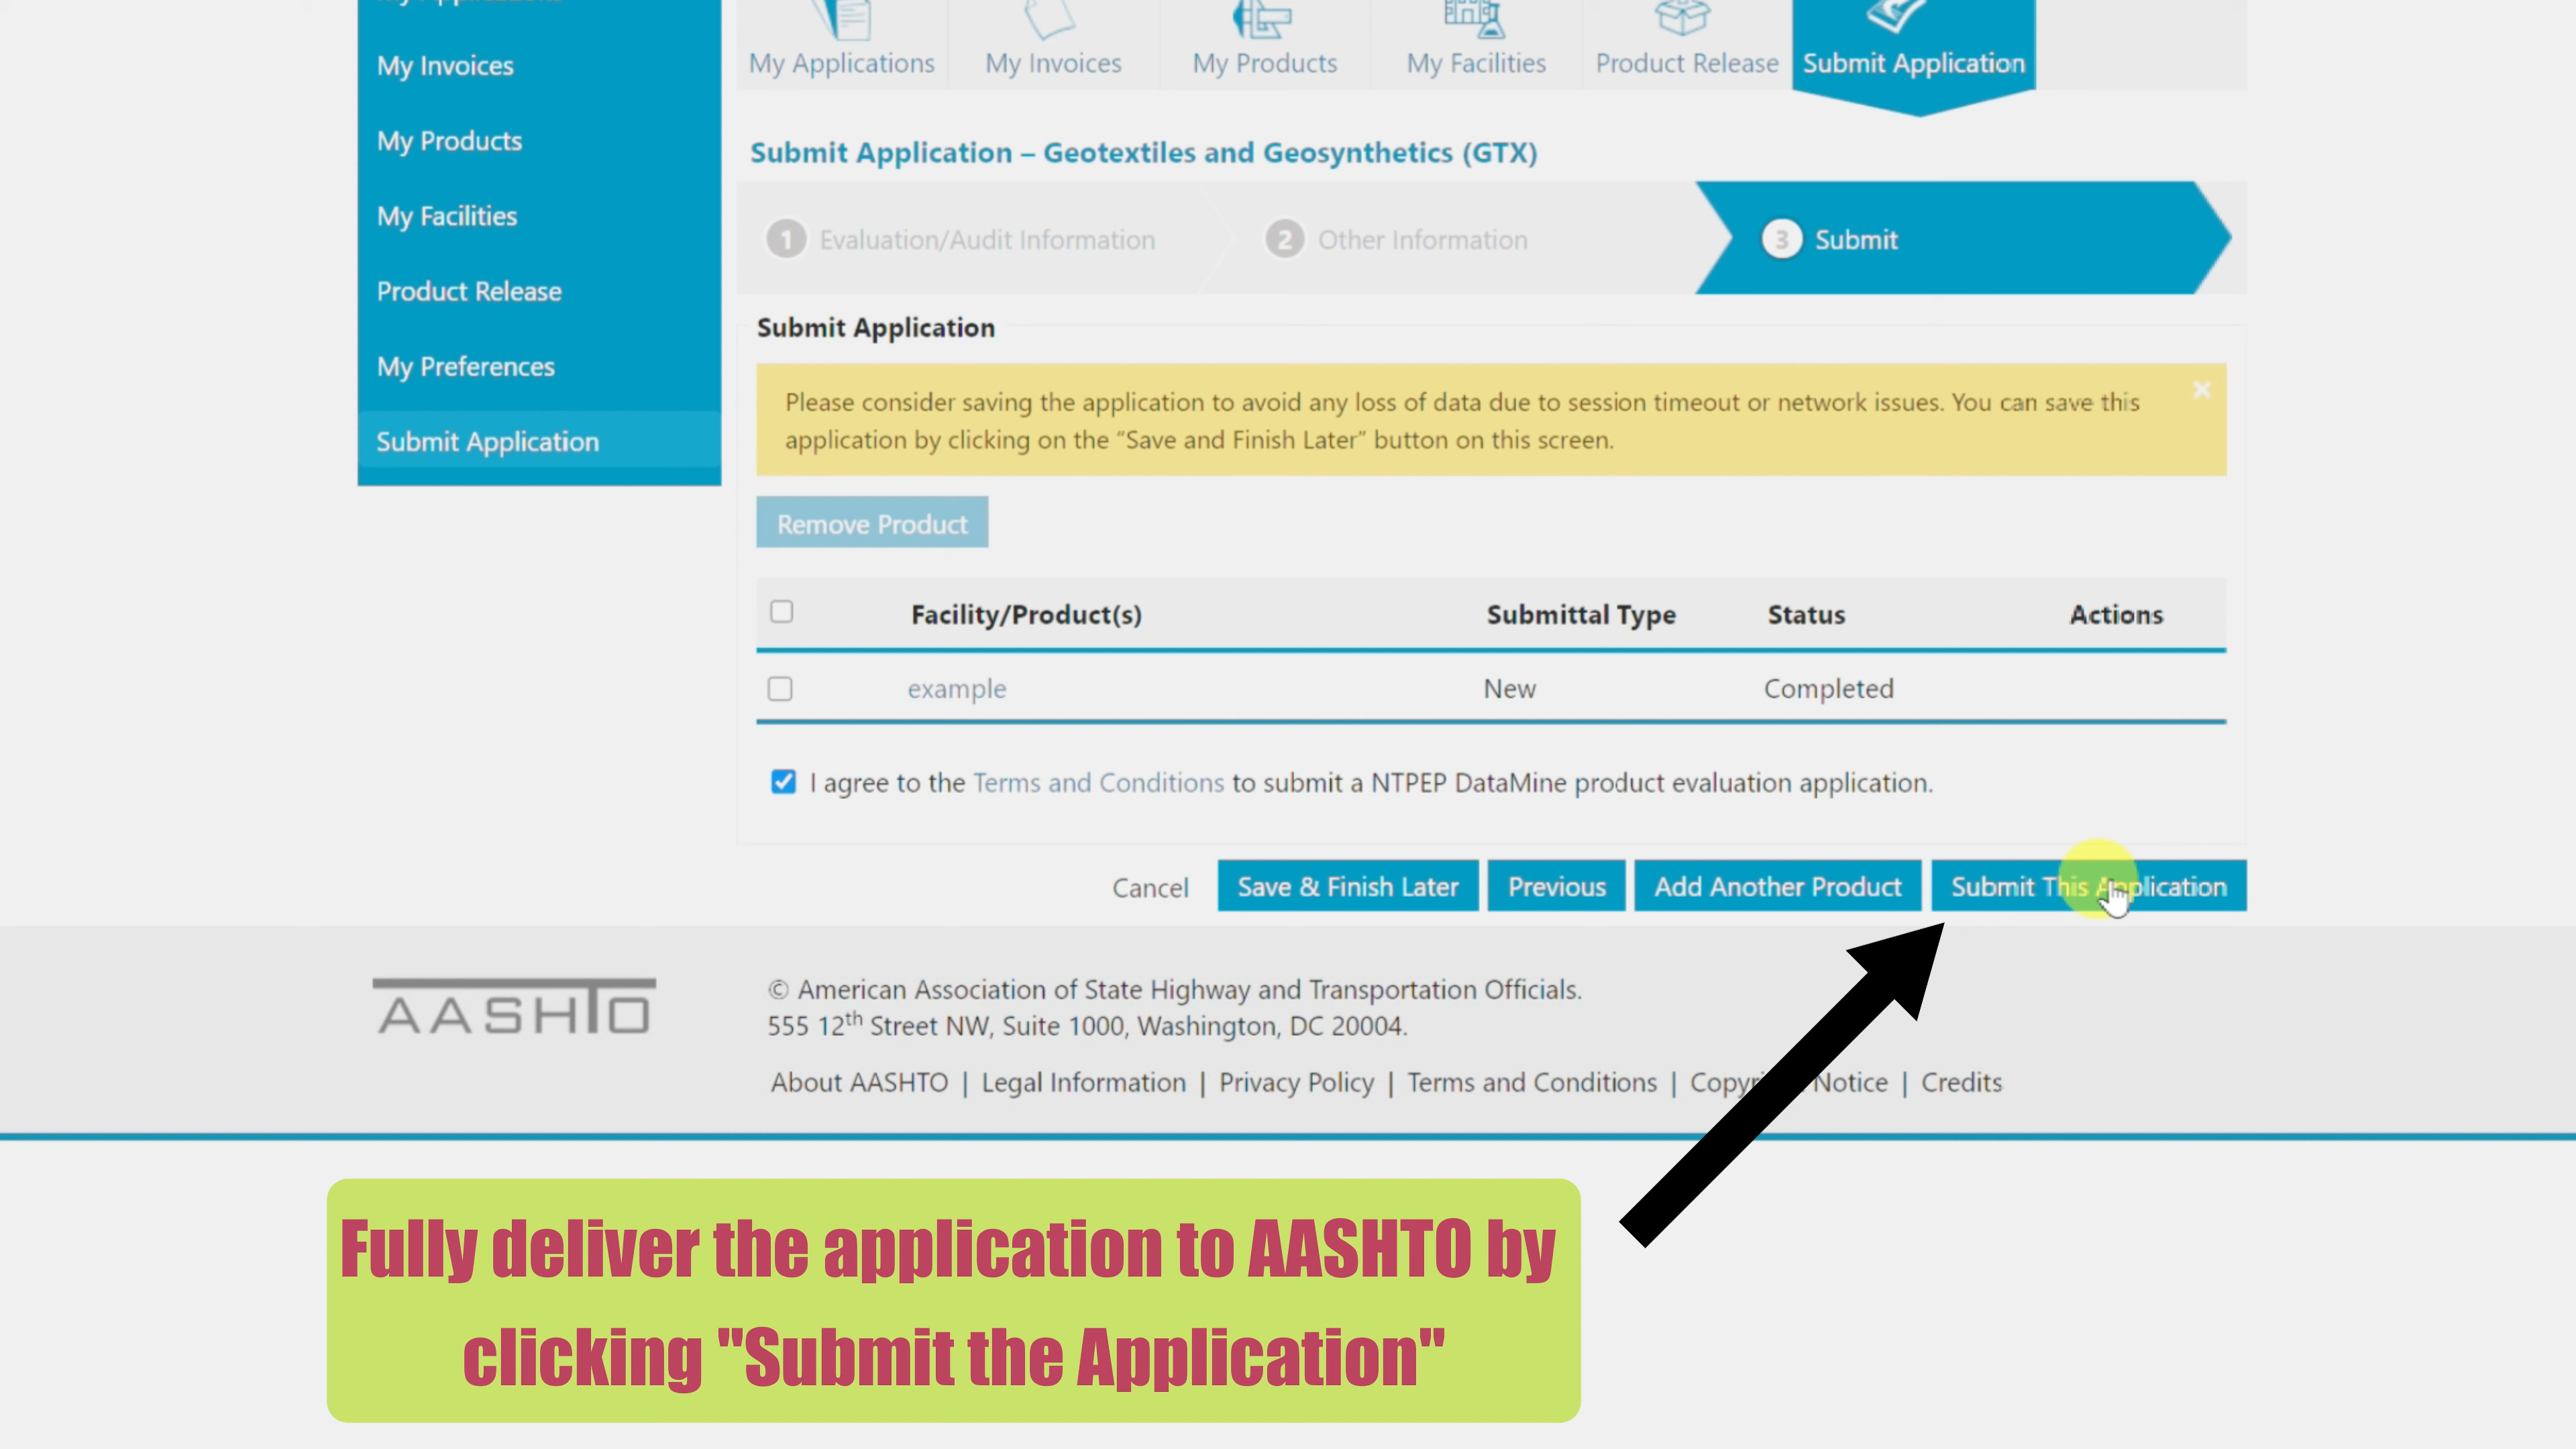 My Applications
My Invoices
My Products
My Facilities
Product Release
My Preferences
Submit Application
My Applications
My Invoices
My Products
My Facilities
Product Release
Submit Application
Submit Application – Geotextiles and Geosynthetics (GTX)
1 Evaluation/Audit Information
2 Other Information
3 Submit
Submit Application
Please consider saving the application to avoid any loss of data due to session timeout or network issues. You can save this
application by clicking on the “Save and Finish Later” button on this screen.
Remove Product
Facility/Product(s) Submittal Type Status Actions
example New Completed
I agree to the Terms and Conditions to submit a NTPEP DataMine product evaluation application.
Cancel Save & Finish Later Previous Add Another Product Submit This Application
AASHTO
© American Association of State Highway and Transportation Officials.
555 12th Street NW, Suite 1000, Washington, DC 20004.
About AASHTO | Legal Information | Privacy Policy | Terms and Conditions | Copyright Notice | Credits
Fully deliver the application to AASHTO by
clicking "Submit the Application"